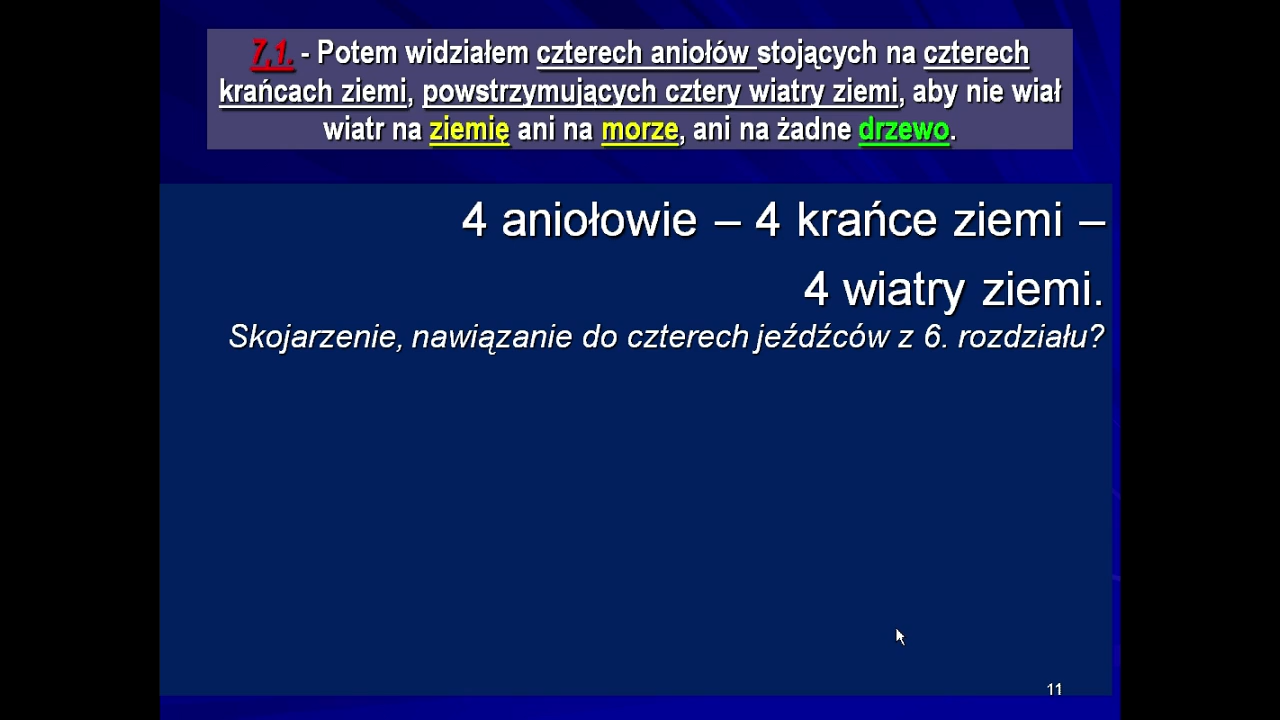 7,1. - Potem widziałem czterech aniołów stojących na czterech
krańcach ziemi, powstrzymujących cztery wiatry ziemi, aby nie wiał
wiatr na ziemię ani na morze, ani na żadne drzewo.
4 aniołowie – 4 krańce ziemi –
4 wiatry ziemi.
Skojarzenie, nawiązanie do czterech jeźdźców z 6. rozdziału?
11